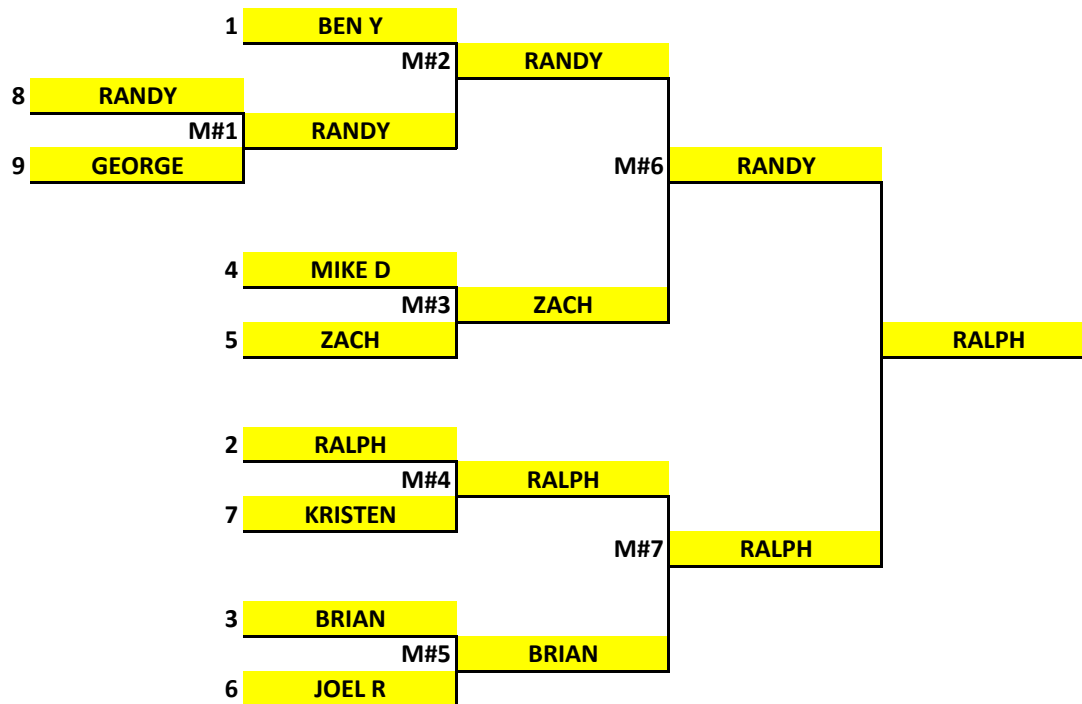 1 BEN Y
M#2 RANDY
8 RANDY
M#1 RANDY
9 GEORGE
M#6 RANDY
4 MIKE D
M#3 ZACH
5 ZACH
RALPH
2 RALPH
M#4 RALPH
7 KRISTEN
M#7 RALPH
3 BRIAN
M#5 BRIAN
6 JOEL R